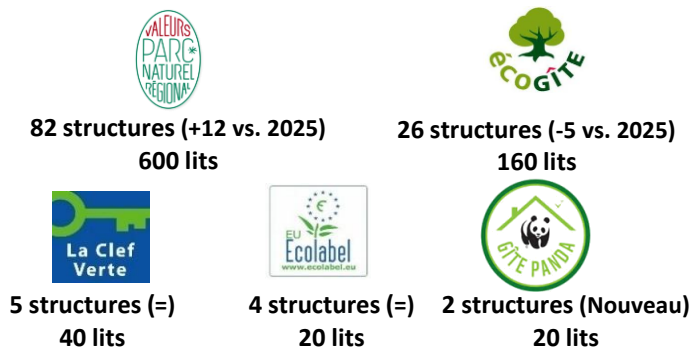 VALEURS
PARC
NATUREL
RÉGIONAL
écoGîTE
82 structures (+12 vs. 2025)
600 lits
26 structures (-5 vs. 2025)
160 lits
La Clef
Verte
EU
Ecolabel
www.ecolabel.eu
GÎTE PANDA
5 structures (=)
40 lits
4 structures (=)
20 lits
2 structures (Nouveau)
20 lits